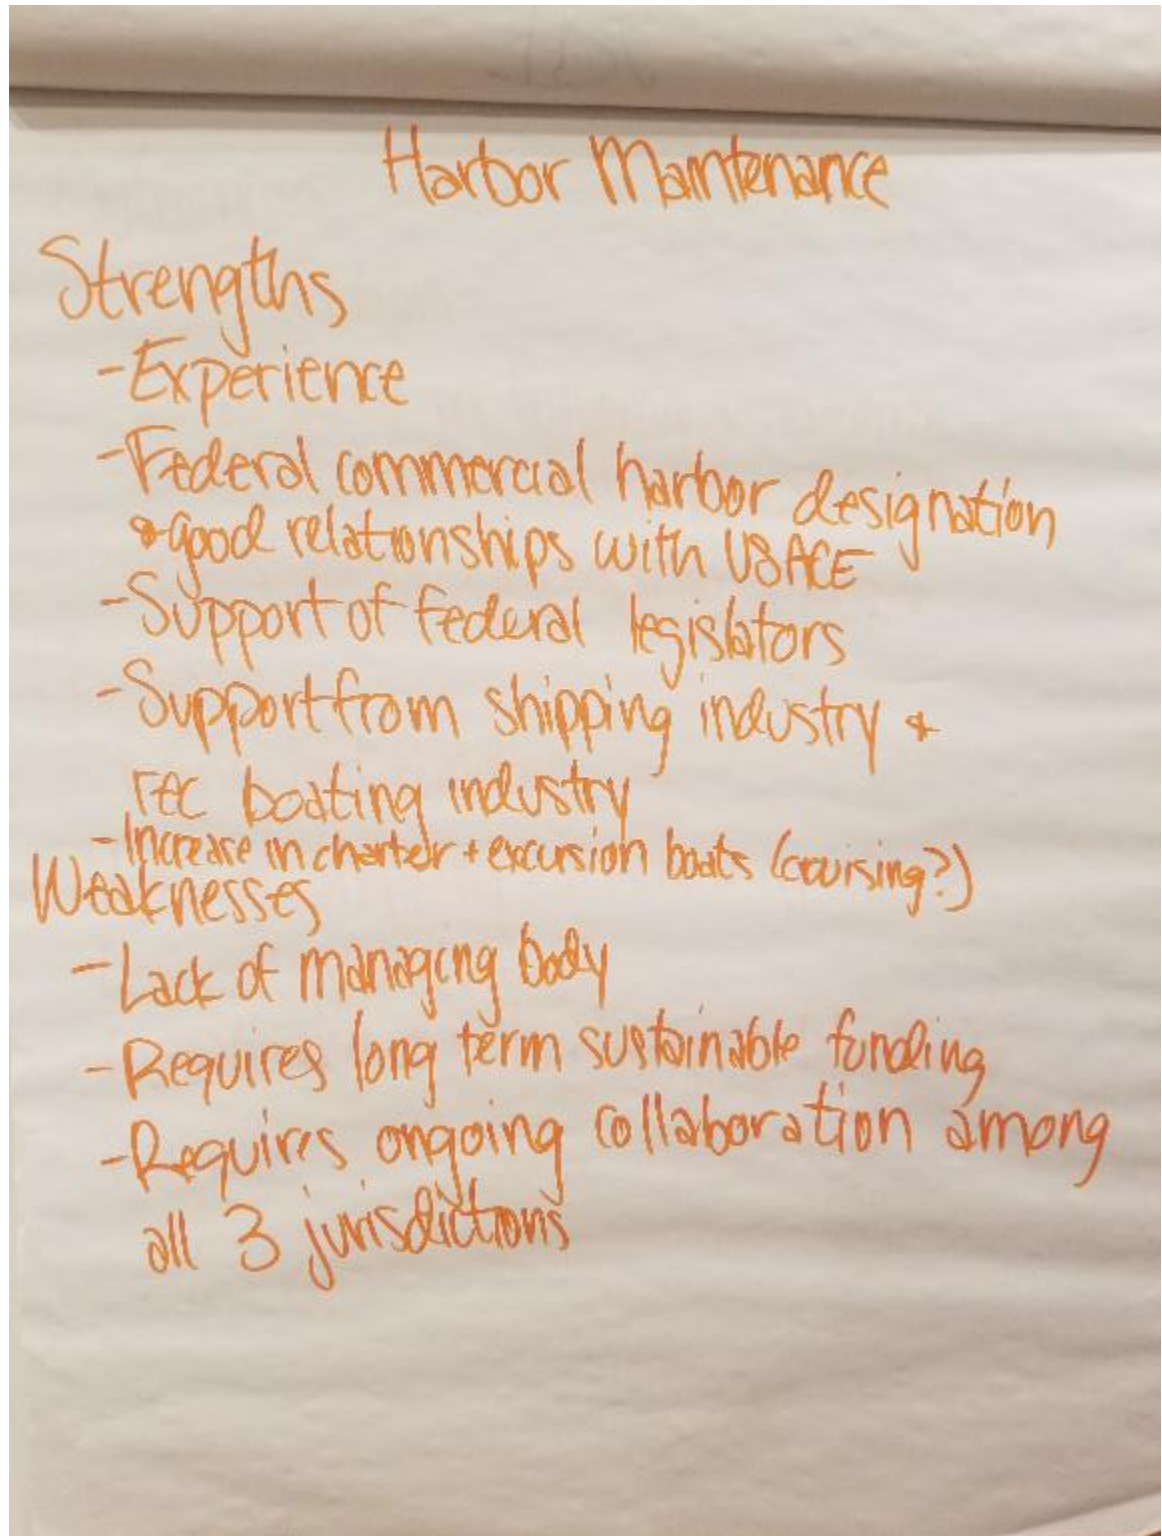 Harbor Maintenance
Strengths
- Experience
- Federal commercial harbor designation
& good relationships with USACE
- Support of federal legislators
- Support from shipping industry &
rec boating industry
- Increase in charter + excursion boats (cruising?)
Weaknesses
- Lack of managing body
- Requires long term sustainable funding
- Requires ongoing collaboration among
all 3 jurisdictions